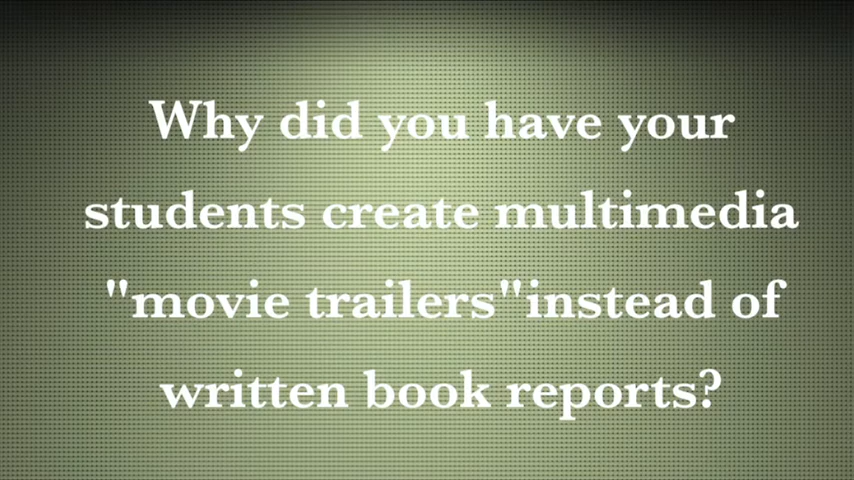 Why did you have your
students create multimedia
"movie trailers"instead of
written book reports?